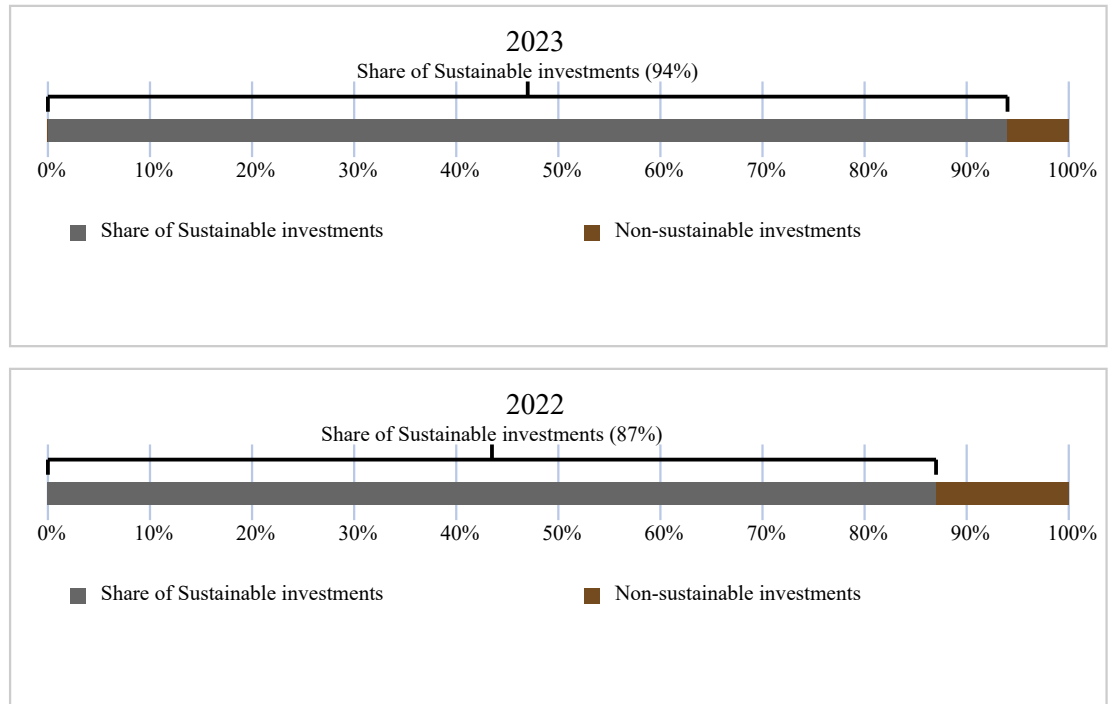 2023
Share of Sustainable investments (94%)
0% 10% 20% 30% 40% 50% 60% 70% 80% 90% 100%
Share of Sustainable investments Non-sustainable investments
2022
Share of Sustainable investments (87%)
0% 10% 20% 30% 40% 50% 60% 70% 80% 90% 100%
Share of Sustainable investments Non-sustainable investments